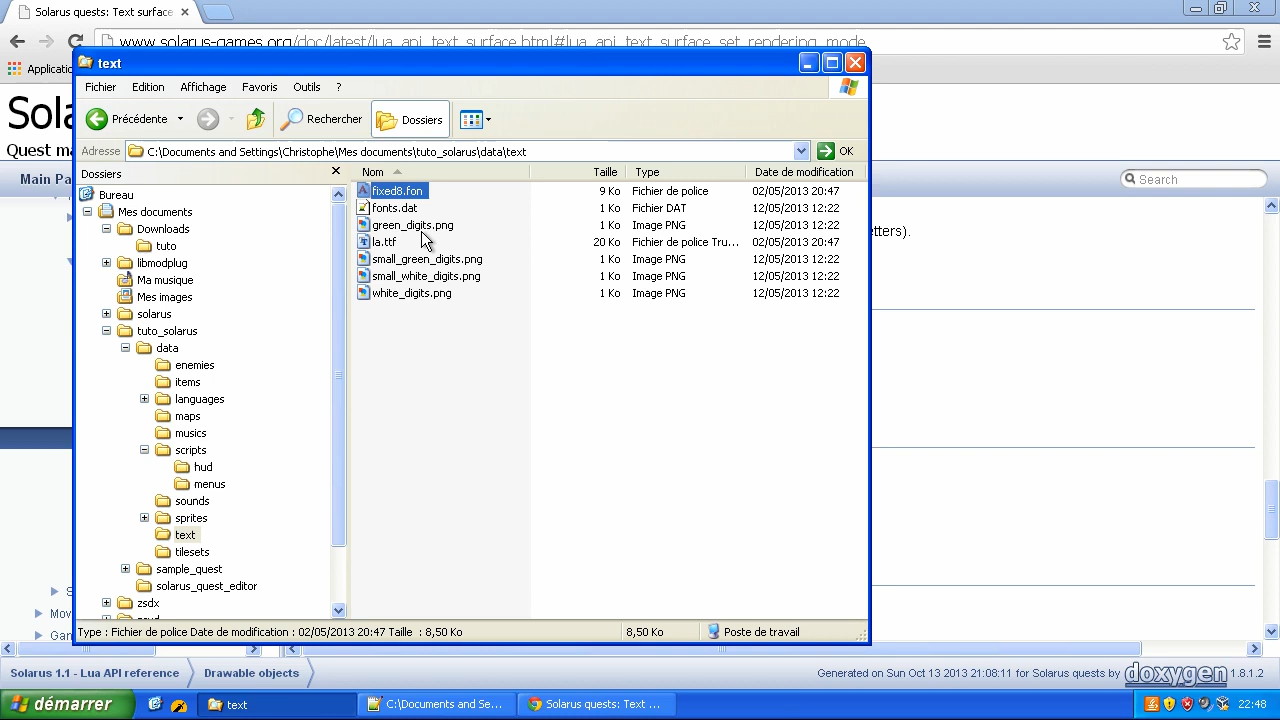 Solarus quests: Text surface
www.solarus-games.org/doc/latest/lua_api_text_surface.html#lua_api_text_surface_set_rendering_mode
text
Applicatio
Fichier Edition Affichage Favoris Outils ?
Sola
Précédente Rechercher Dossiers
Quest ma
Adresse C:\Documents and Settings\Christophe\Mes documents\tuto_solarus\data\text OK
Main Pa
Search
Dossiers
Nom Taille Type Date de modification
Bureau
Mes documents
Downloads
tuto
libmodplug
Ma musique
Mes images
solarus
tuto_solarus
data
enemies
items
languages
maps
musics
scripts
hud
menus
sounds
sprites
text
tilesets
sample_quest
solarus_quest_editor
zsdx
fixed8.fon 9 Ko Fichier de police 02/05/2013 20:47
fonts.dat 1 Ko Fichier DAT 12/05/2013 12:22
green_digits.png 1 Ko Image PNG 12/05/2013 12:22
la.ttf 20 Ko Fichier de police Tru... 02/05/2013 20:47
small_green_digits.png 1 Ko Image PNG 12/05/2013 12:22
small_white_digits.png 1 Ko Image PNG 12/05/2013 12:22
white_digits.png 1 Ko Image PNG 12/05/2013 12:22
etters).
S
Mov
Gan
Type : Fichier de police Date de modification : 02/05/2013 20:47 Taille : 8,50 Ko 8,50 Ko Poste de travail
Solarus 1.1 - Lua API reference Drawable objects Generated on Sun Oct 13 2013 21:08:11 for Solarus quests by doxygen 1.8.1.2
démarrer text C:\Documents and Se... Solarus quests: Text ... 22:48